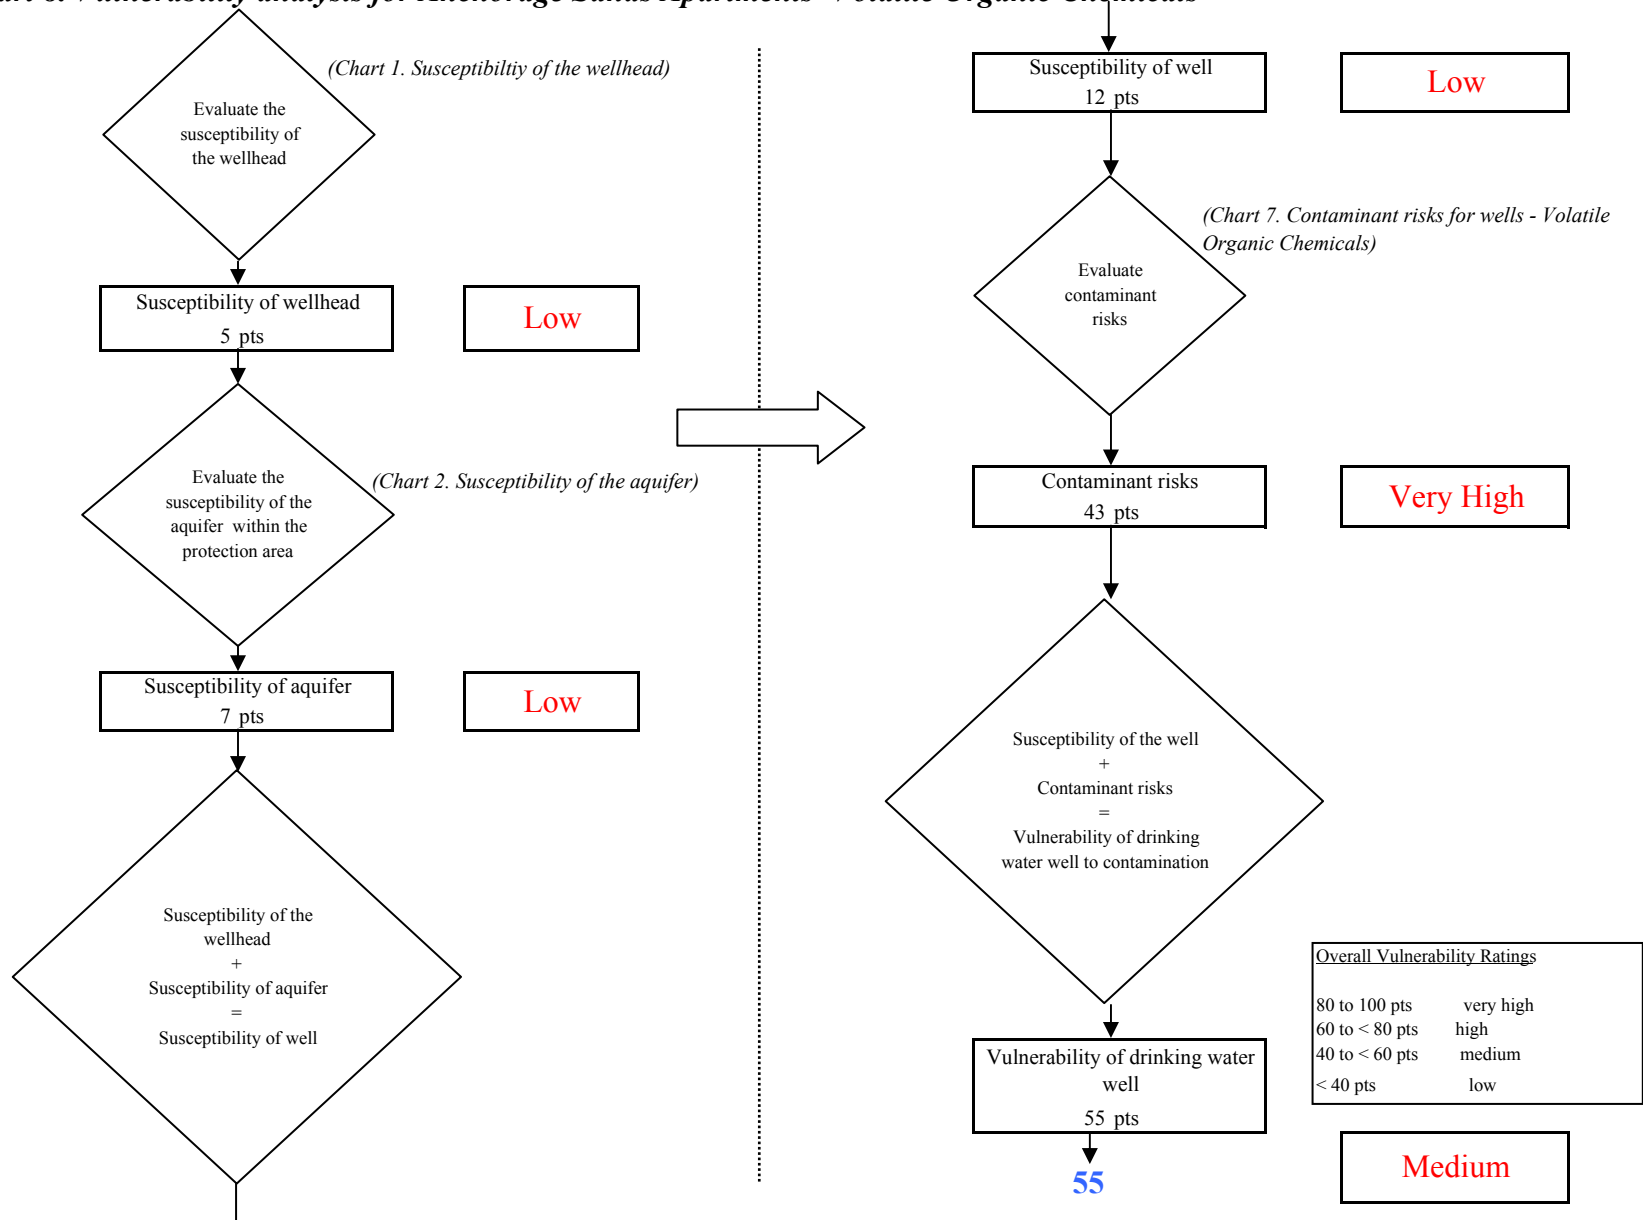 (Chart 1. Susceptibiltiy of the wellhead)
Evaluate the
susceptibility of
the wellhead
Susceptibility of wellhead
5 pts
Low
Evaluate the
susceptibility of the
aquifer within the
protection area
(Chart 2. Susceptibility of the aquifer)
Susceptibility of aquifer
7 pts
Low
Susceptibility of the
wellhead
+
Susceptibility of aquifer
=
Susceptibility of well
Susceptibility of well
12 pts
Low
(Chart 7. Contaminant risks for wells - Volatile
Organic Chemicals)
Evaluate
contaminant
risks
Contaminant risks
43 pts
Very High
Susceptibility of the well
+
Contaminant risks
=
Vulnerability of drinking
water well to contamination
Vulnerability of drinking water
well
55 pts
55
Overall Vulnerability Ratings
80 to 100 pts very high
60 to < 80 pts high
40 to < 60 pts medium
< 40 pts low
Medium